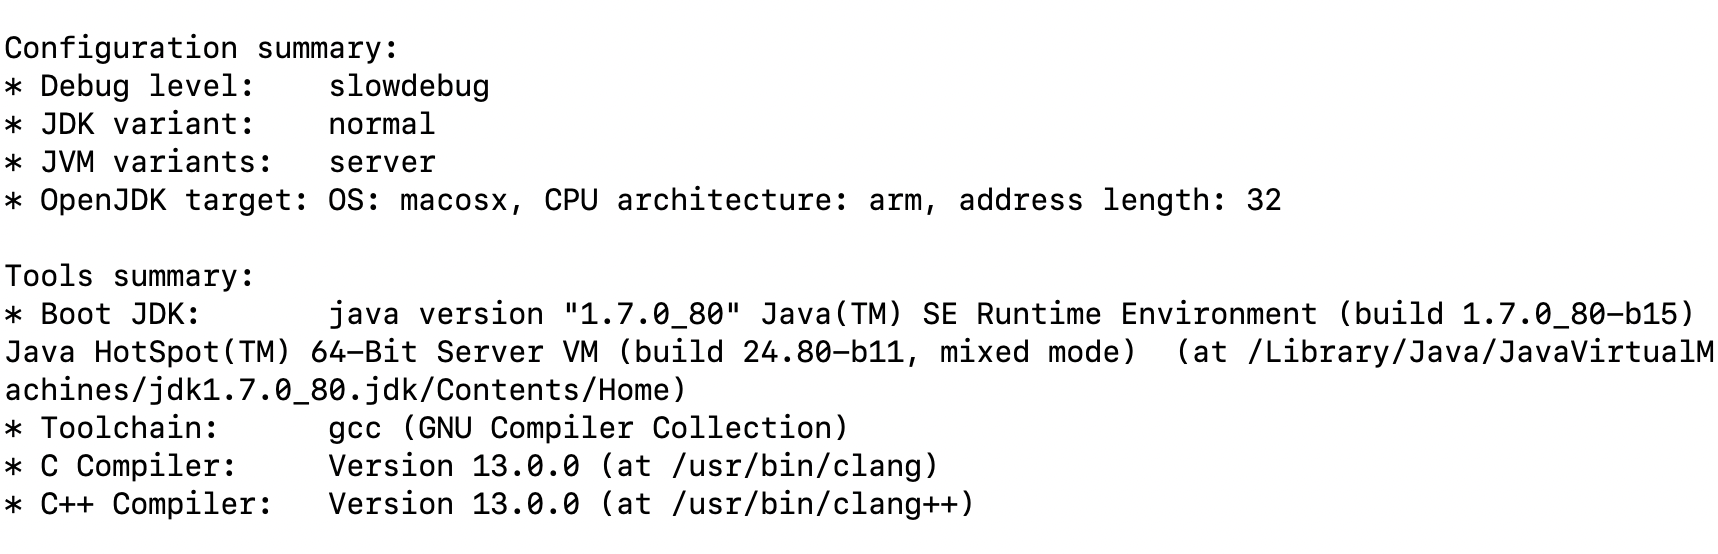 Configuration summary:
* Debug level:    slowdebug
* JDK variant:    normal
* JVM variants:   server
* OpenJDK target: OS: macosx, CPU architecture: arm, address length: 32

Tools summary:
* Boot JDK:       java version "1.7.0_80" Java(TM) SE Runtime Environment (build 1.7.0_80-b15)
Java HotSpot(TM) 64-Bit Server VM (build 24.80-b11, mixed mode)  (at /Library/Java/JavaVirtualM
achines/jdk1.7.0_80.jdk/Contents/Home)
* Toolchain:      gcc (GNU Compiler Collection)
* C Compiler:     Version 13.0.0 (at /usr/bin/clang)
* C++ Compiler:   Version 13.0.0 (at /usr/bin/clang++)